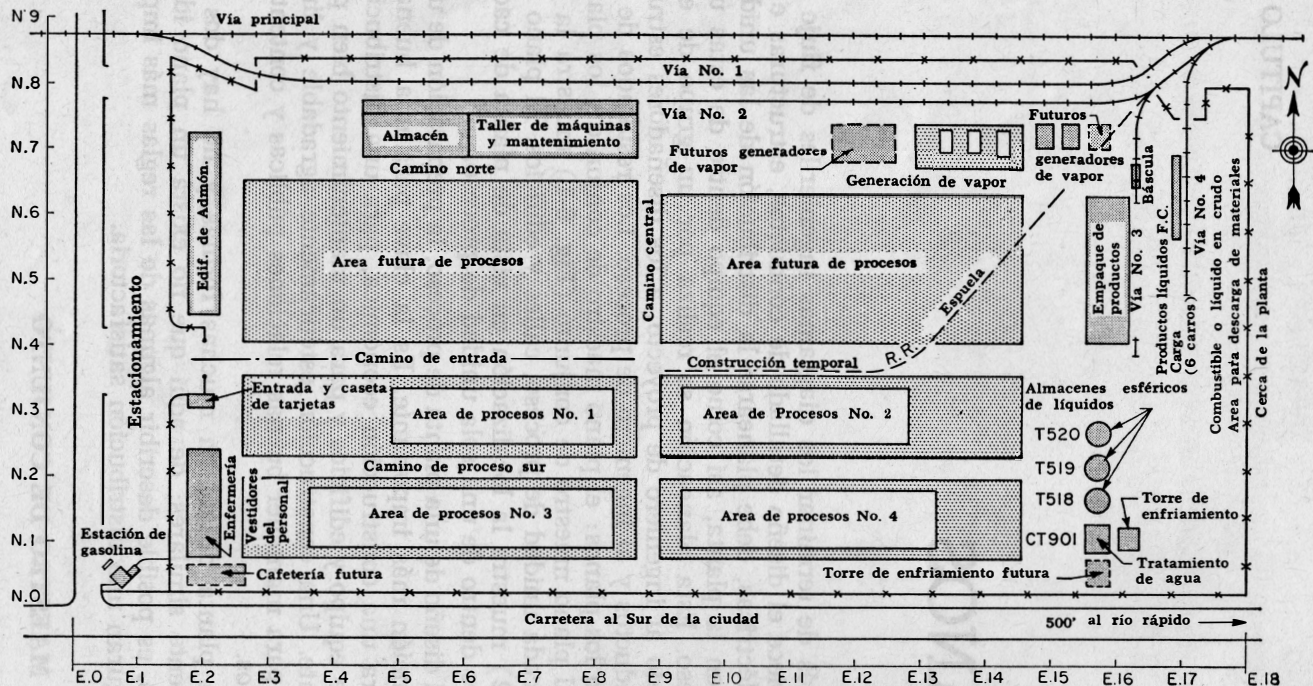 N'9
Vía principal
N.8
Vía No. 1
Vía No. 2
N.7
Almacén
Taller de máquinas
y mantenimiento
Camino norte
Futuros generadores
de vapor
Generación de vapor
Futuros
generadores
de vapor
Báscula
N
N.6
N.5
N.4
N.3
N.2
N.1
N.0
Edif. de Admón.
Estacionamiento
Area futura de procesos
Camino central
Area futura de procesos
Espuela
R.R.
Empaque de
productos
Vía No. 3
Productos líquidos F.C.
Carga
(6 carros)
Vía No. 4
Combustible o líquido en crudo
Area para descarga de materiales
Cerca de la planta
Camino de entrada
Construcción temporal
Entrada y caseta
de tarjetas
Area de procesos No. 1
Area de Procesos No. 2
Almacenes esféricos
de líquidos
T520
T519
T518
CT901
Camino de proceso sur
Enfermería
Vestidores
del
personal
Area de procesos No. 3
Area de procesos No. 4
Torre de
enfriamiento
Tratamiento
de agua
Estación de
gasolina
Cafetería futura
Torre de enfriamiento futura
Carretera al Sur de la ciudad
500' al río rápido
E.0 E.1 E.2 E.3 E.4 E.5 E.6 E.7 E.8 E.9 E.10 E.11 E.12 E.13 E.14 E.15 E.16 E.17 E.18
CAPITULO